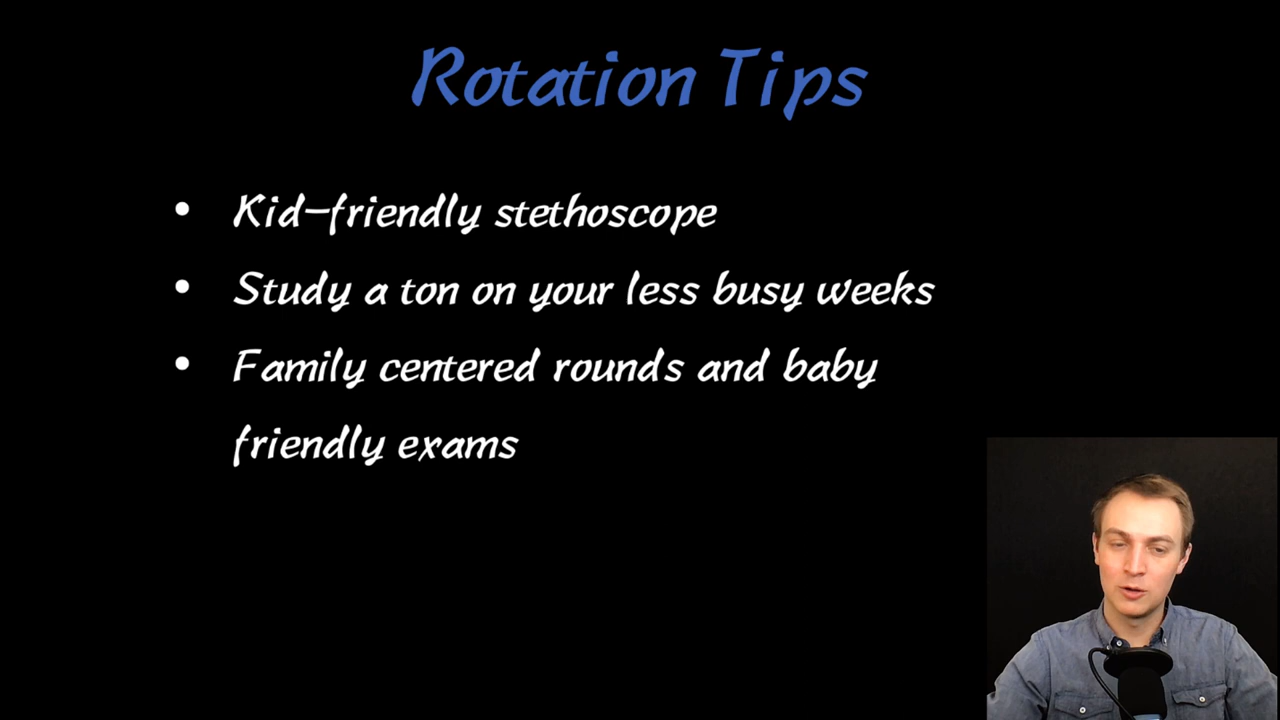 Rotation Tips
• Kid-friendly stethoscope
• Study a ton on your less busy weeks
• Family centered rounds and baby
friendly exams